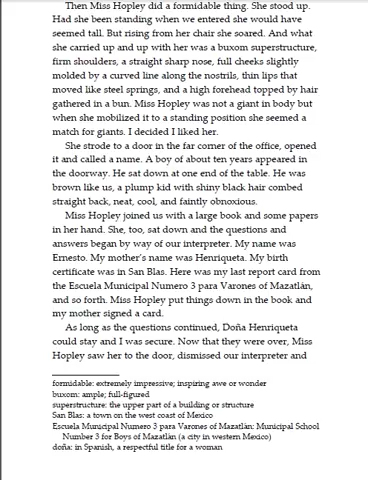 Then Miss Hopley did a formidable thing. She stood up.
Had she been standing when we entered she would have
seemed tall. But rising from her chair she soared. And what
she carried up and up with her was a buxom superstructure,
firm shoulders, a straight sharp nose, full cheeks slightly
molded by a curved line along the nostrils, thin lips that
moved like steel springs, and a high forehead topped by hair
gathered in a bun. Miss Hopley was not a giant in body but
when she mobilized it to a standing position she seemed a
match for giants. I decided I liked her.
She strode to a door in the far corner of the office, opened
it and called a name. A boy of about ten years appeared in
the doorway. He sat down at one end of the table. He was
brown like us, a plump kid with shiny black hair combed
straight back, neat, cool, and faintly obnoxious.
Miss Hopley joined us with a large book and some papers
in her hand. She, too, sat down and the questions and
answers began by way of our interpreter. My name was
Ernesto. My mother's name was Henriqueta. My birth
certificate was in San Blas. Here was my last report card from
the Escuela Municipal Numero 3 para Varones of Mazatlán,
and so forth. Miss Hopley put things down in the book and
my mother signed a card.
As long as the questions continued, Doña Henriqueta
could stay and I was secure. Now that they were over, Miss
Hopley saw her to the door, dismissed our interpreter and
formidable: extremely impressive; inspiring awe or wonder
buxom: ample; full-figured
superstructure: the upper part of a building or structure
San Blas: a town on the west coast of Mexico
Escuela Municipal Numero 3 para Varones of Mazatlán: Municipal School
Number 3 for Boys of Mazatlán (a city in western Mexico)
doña: in Spanish, a respectful title for a woman